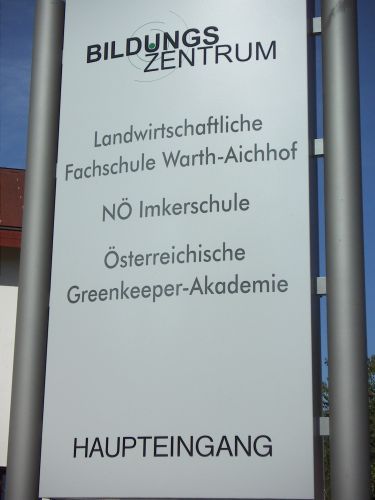 BILDUNGS
ZENTRUM
Landwirtschaftliche
Fachschule Warth-Aichhof
NÖ Imkerschule
Österreichische
Greenkeeper-Akademie
HAUPTEINGANG